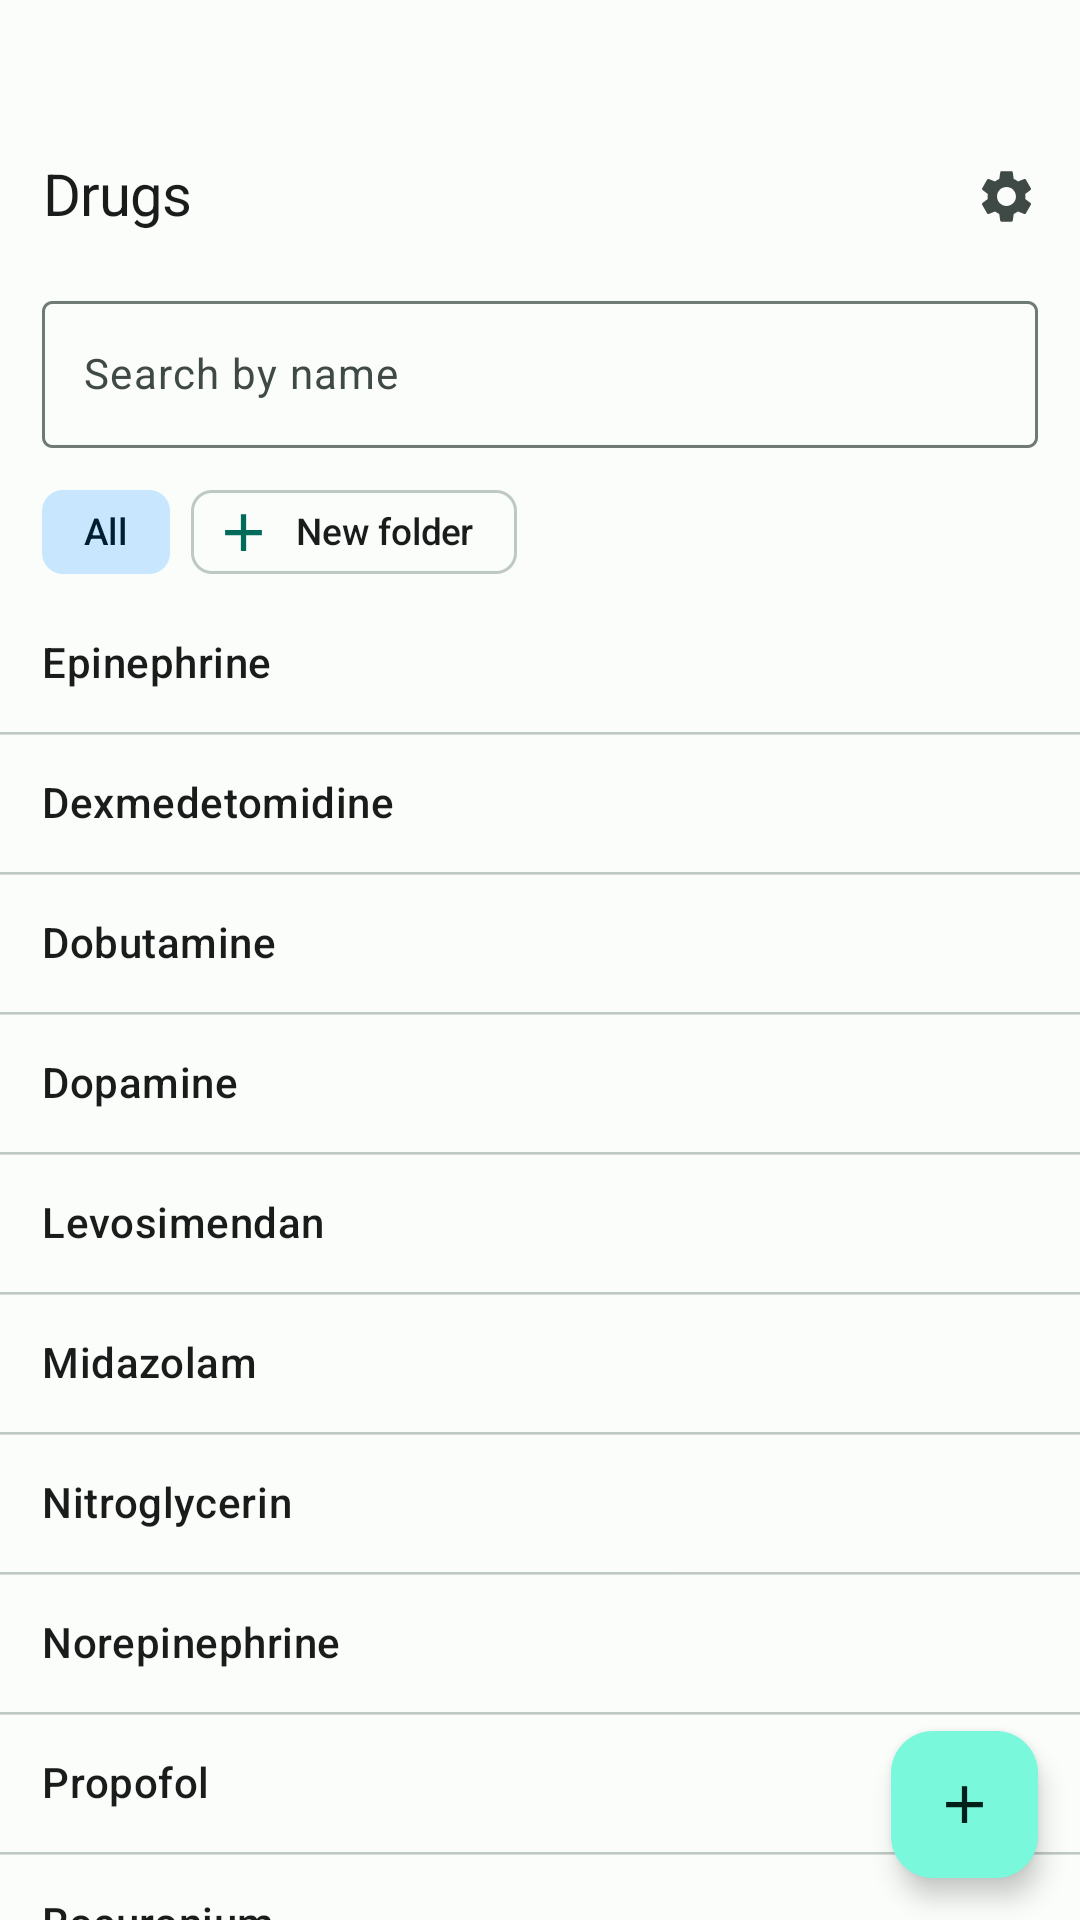 Drugs
Search by name
All
New folder
Epinephrine
Dexmedetomidine
Dobutamine
Dopamine
Levosimendan
Midazolam
Nitroglycerin
Norepinephrine
Propofol